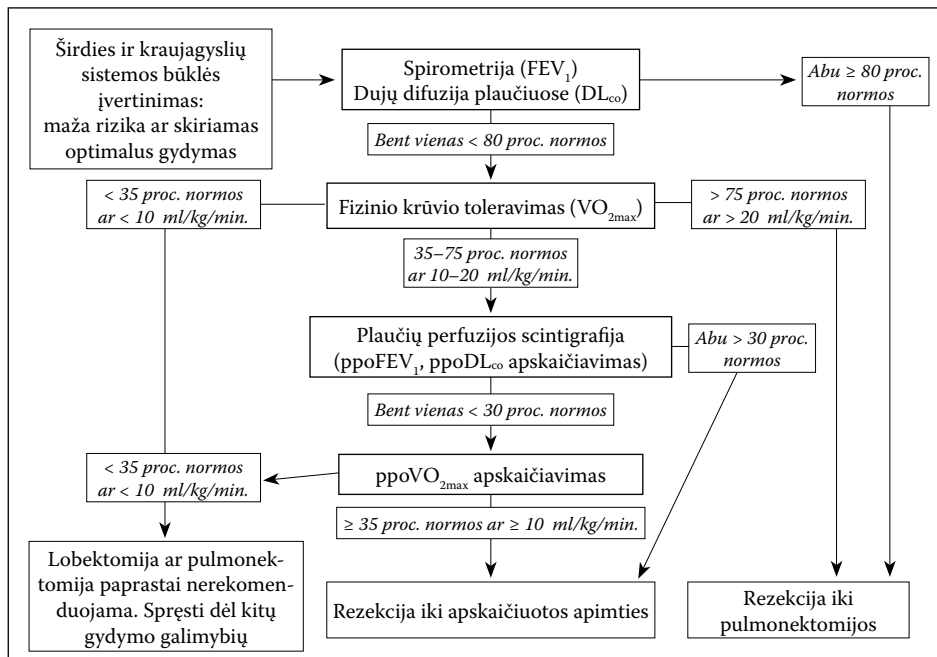 Širdies ir kraujagyslių
sistemos būklės
įvertinimas:
maža rizika ar skiriamas
optimalus gydymas
Spirometrija (FEV₁)
Dujų difuzija plaučiuose (DLco)
Abu ≥ 80 proc.
normos
Bent vienas < 80 proc. normos
< 35 proc. normos
ar < 10 ml/kg/min.
Fizinio krūvio toleravimas (VO₂max)
> 75 proc. normos
ar > 20 ml/kg/min.
35–75 proc. normos
ar 10–20 ml/kg/min.
Plaučių perfuzijos scintigrafija
(ppoFEV₁, ppoDLco apskaičiavimas)
Abu > 30 proc.
normos
Bent vienas < 30 proc. normos
< 35 proc. normos
ar < 10 ml/kg/min.
ppoVO₂max apskaičiavimas
≥ 35 proc. normos ar ≥ 10 ml/kg/min.
Lobektomija ar pulmonek-
tomija paprastai nerekomen-
duojama. Spręsti dėl kitų
gydymo galimybių
Rezekcija iki apskaičiuotos apimties
Rezekcija iki
pulmonektomijos